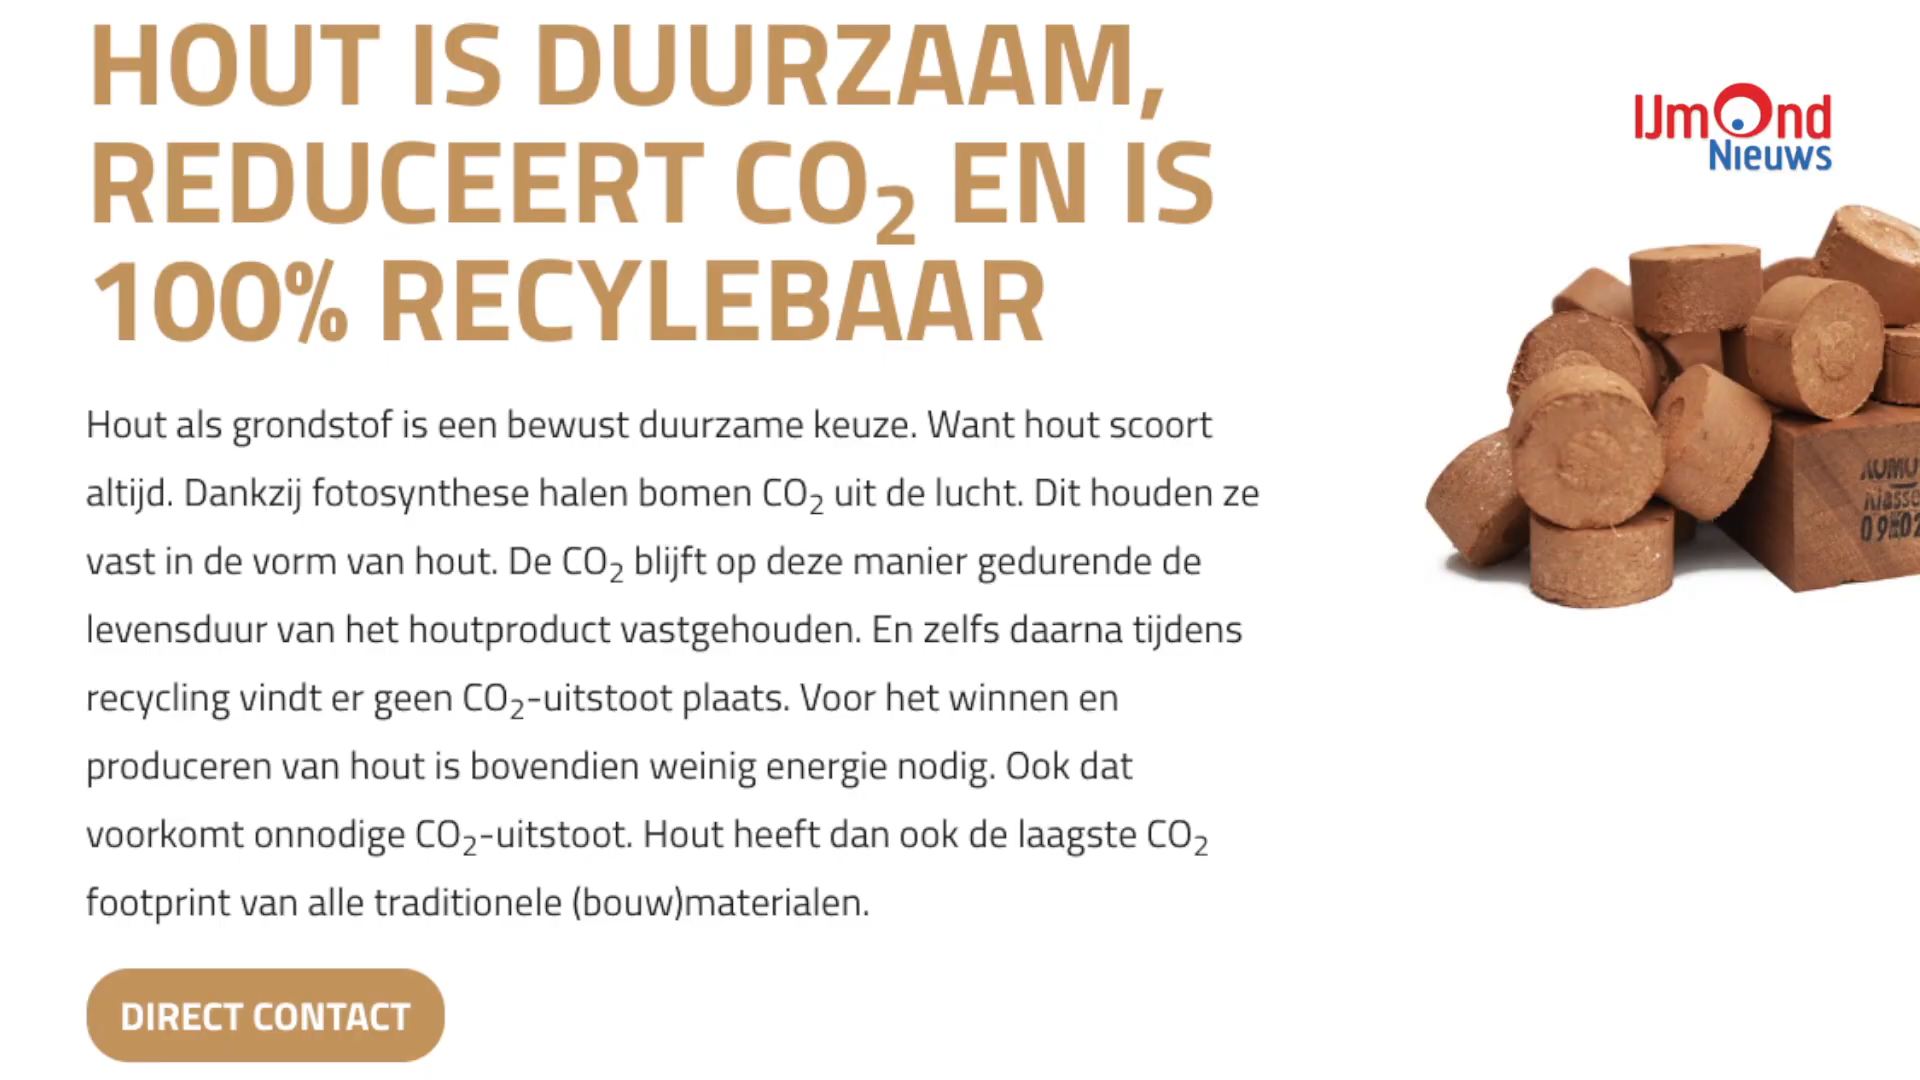 HOUT IS DUURZAAM,
REDUCEERT CO₂ EN IS
100% RECYLEBAAR
IJmond
Nieuws
Hout als grondstof is een bewust duurzame keuze. Want hout scoort
altijd. Dankzij fotosynthese halen bomen CO₂ uit de lucht. Dit houden ze
vast in de vorm van hout. De CO₂ blijft op deze manier gedurende de
levensduur van het houtproduct vastgehouden. En zelfs daarna tijdens
recycling vindt er geen CO₂-uitstoot plaats. Voor het winnen en
produceren van hout is bovendien weinig energie nodig. Ook dat
voorkomt onnodige CO₂-uitstoot. Hout heeft dan ook de laagste CO₂
footprint van alle traditionele (bouw)materialen.
DIRECT CONTACT